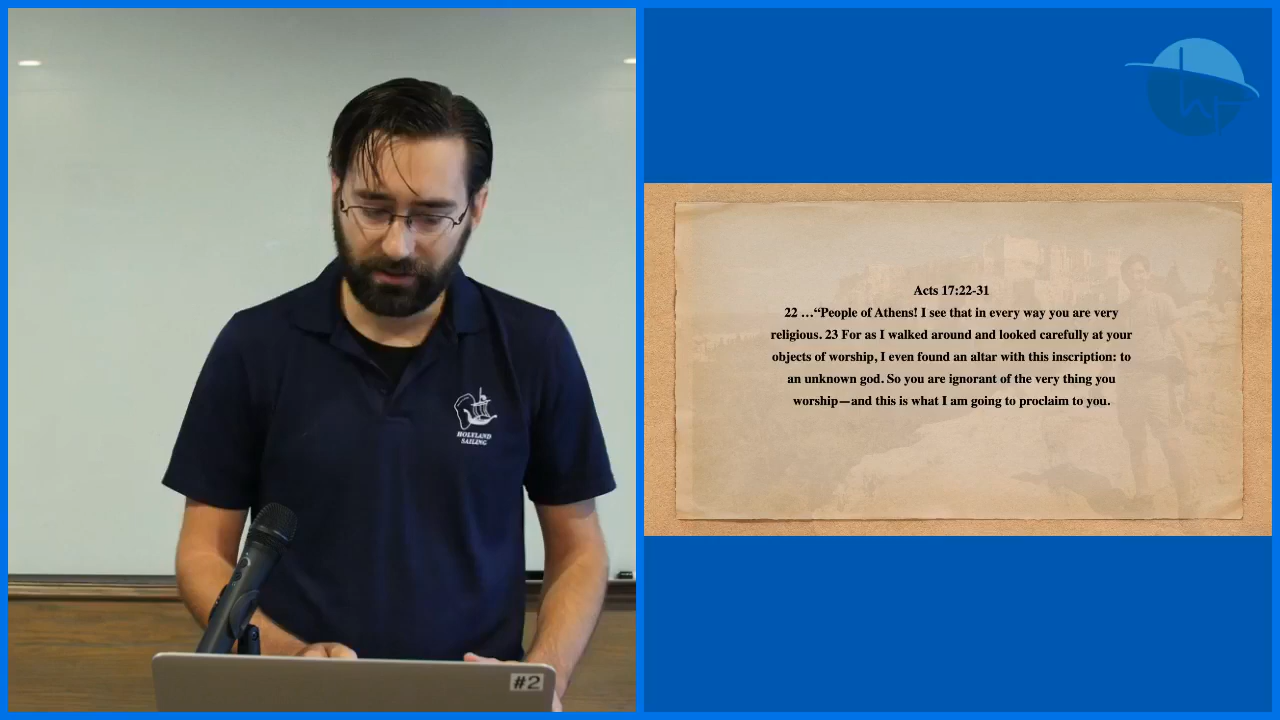 HOLYLAND
SAILING
#2
Acts 17:22-31
22 …“People of Athens! I see that in every way you are very
religious. 23 For as I walked around and looked carefully at your
objects of worship, I even found an altar with this inscription: to
an unknown god. So you are ignorant of the very thing you
worship—and this is what I am going to proclaim to you.